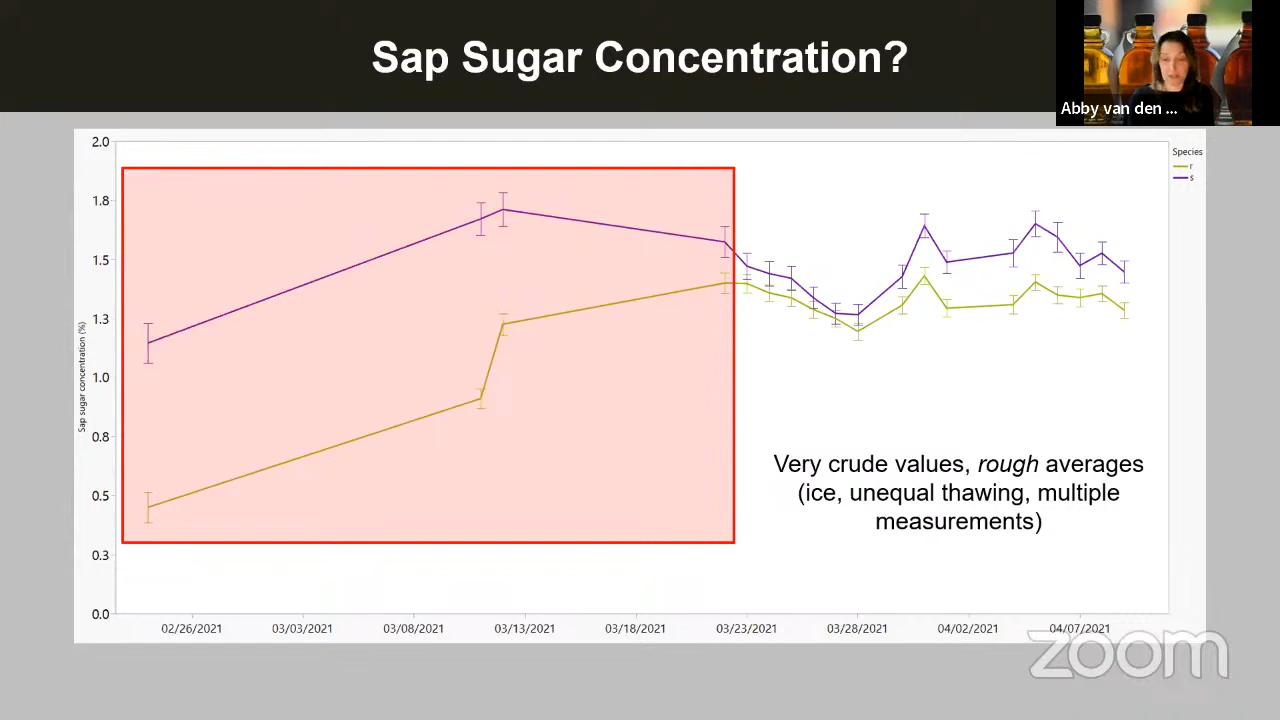 Sap Sugar Concentration?
Abby van den ...
Species
r
s
2.0
1.8
1.5
1.3
1.0
0.8
0.5
0.3
0.0
Sap sugar concentration (%)
Very crude values, rough averages
(ice, unequal thawing, multiple
measurements)
02/26/2021 03/03/2021 03/08/2021 03/13/2021 03/18/2021 03/23/2021 03/28/2021 04/02/2021 04/07/2021
zoom